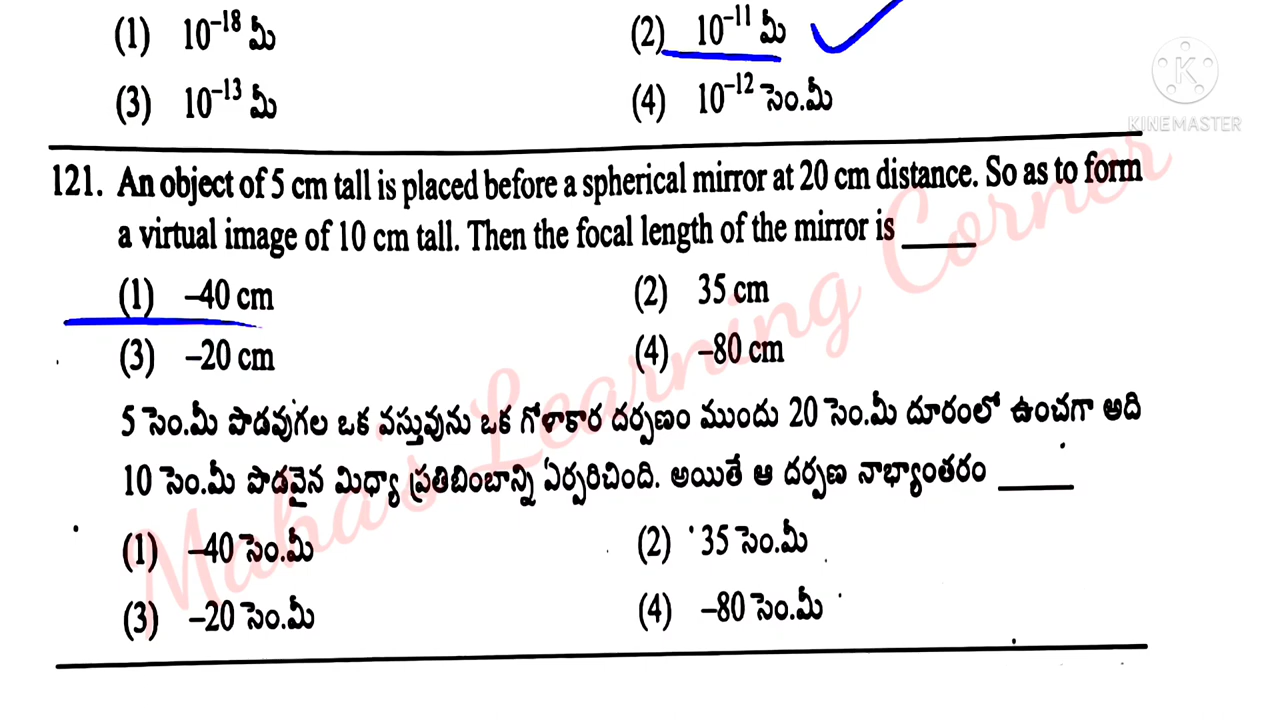 (1) 10⁻¹⁸ మీ (2) 10⁻¹¹ మీ
(3) 10⁻¹³ మీ (4) 10⁻¹² సెం.మీ
KINEMASTER
121. An object of 5 cm tall is placed before a spherical mirror at 20 cm distance. So as to form
a virtual image of 10 cm tall. Then the focal length of the mirror is _____
(1) –40 cm (2) 35 cm
(3) –20 cm (4) –80 cm
5 సెం.మీ పొడవుగల ఒక వస్తువును ఒక గోళాకార దర్పణం ముందు 20 సెం.మీ దూరంలో ఉంచగా అది
10 సెం.మీ పొడవైన మిధ్యా ప్రతిబింబాన్ని ఏర్పరిచింది. అయితే ఆ దర్పణ నాభ్యాంతరం _____
(1) –40 సెం.మీ (2) 35 సెం.మీ
(3) –20 సెం.మీ (4) –80 సెం.మీ
Maha's Learning Corner